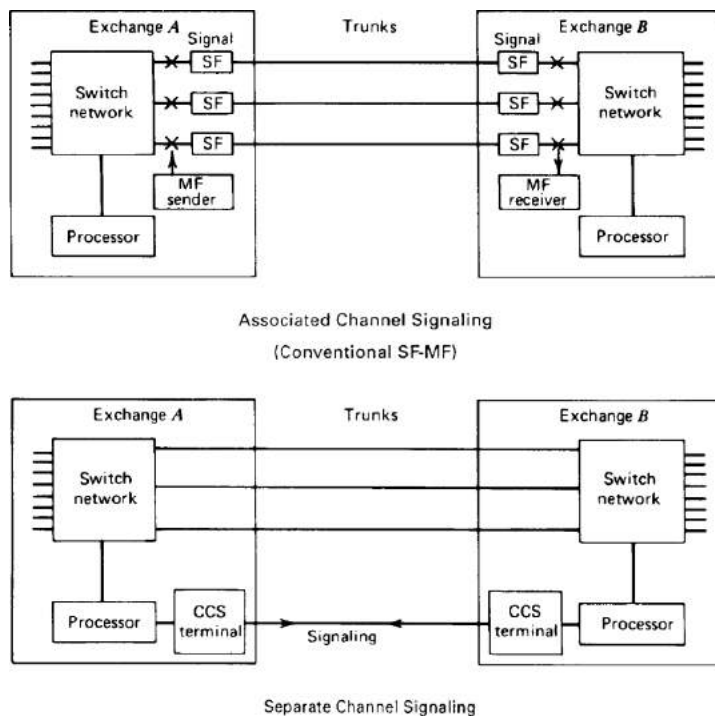 Exchange A
Trunks
Exchange B
Signal
Signal
SF
SF
Switch
network
SF
SF
Switch
network
SF
SF
MF
sender
MF
receiver
Processor
Processor
Associated Channel Signaling
(Conventional SF-MF)
Exchange A
Trunks
Exchange B
Switch
network
Switch
network
Processor
CCS
terminal
Signaling
CCS
terminal
Processor
Separate Channel Signaling